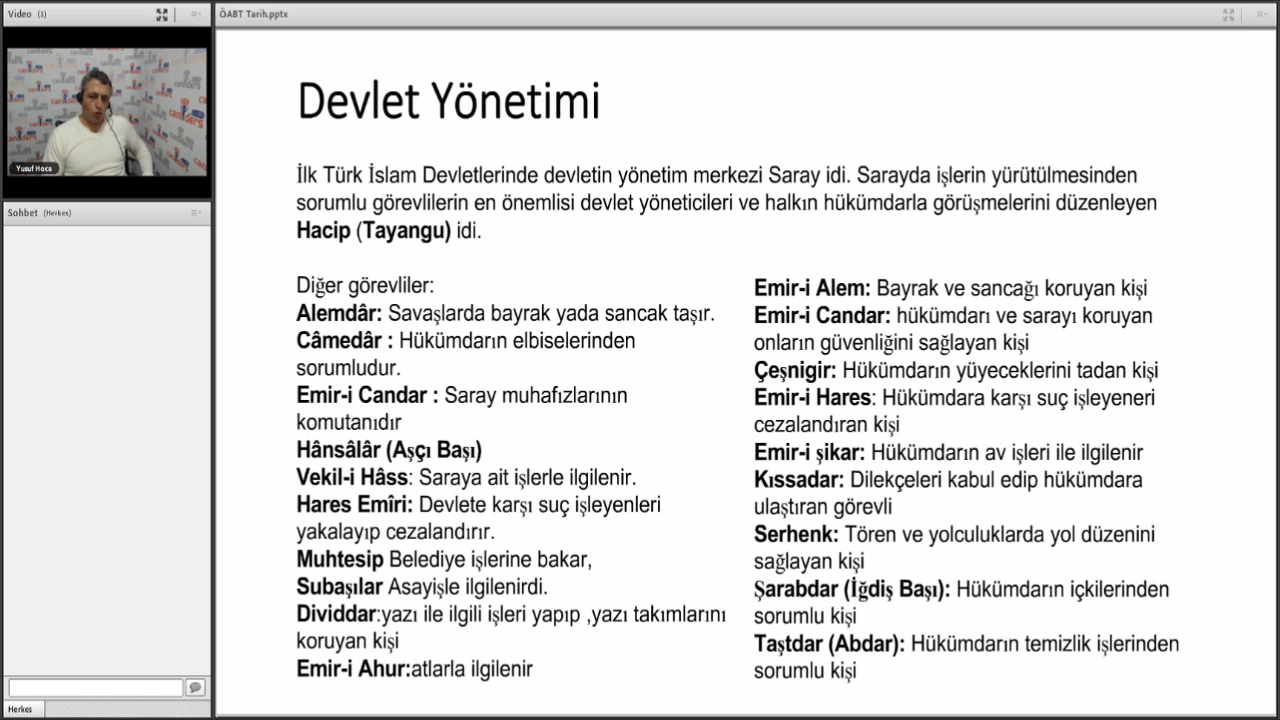 Video (1)
ÖABT Tarih.pptx
Yusuf Hoca
Sohbet (Herkes)
Herkes
Devlet Yönetimi
İlk Türk İslam Devletlerinde devletin yönetim merkezi Saray idi. Sarayda işlerin yürütülmesinden
sorumlu görevlilerin en önemlisi devlet yöneticileri ve halkın hükümdarla görüşmelerini düzenleyen
Hacip (Tayangu) idi.
Diğer görevliler:
Alemdâr: Savaşlarda bayrak yada sancak taşır.
Câmedâr : Hükümdarın elbiselerinden
sorumludur.
Emir-i Candar : Saray muhafızlarının
komutanıdır
Hânsâlâr (Aşçı Başı)
Vekil-i Hâss: Saraya ait işlerle ilgilenir.
Hares Emîri: Devlete karşı suç işleyenleri
yakalayıp cezalandırır.
Muhtesip Belediye işlerine bakar,
Subaşılar Asayişle ilgilenirdi.
Dividdar:yazı ile ilgili işleri yapıp ,yazı takımlarını
koruyan kişi
Emir-i Ahur:atlarla ilgilenir
Emir-i Alem: Bayrak ve sancağı koruyan kişi
Emir-i Candar: hükümdarı ve sarayı koruyan
onların güvenliğini sağlayan kişi
Çeşnigir: Hükümdarın yüyeceklerini tadan kişi
Emir-i Hares: Hükümdara karşı suç işleyeneri
cezalandıran kişi
Emir-i şikar: Hükümdarın av işleri ile ilgilenir
Kıssadar: Dilekçeleri kabul edip hükümdara
ulaştıran görevli
Serhenk: Tören ve yolculuklarda yol düzenini
sağlayan kişi
Şarabdar (İğdiş Başı): Hükümdarın içkilerinden
sorumlu kişi
Taştdar (Abdar): Hükümdarın temizlik işlerinden
sorumlu kişi